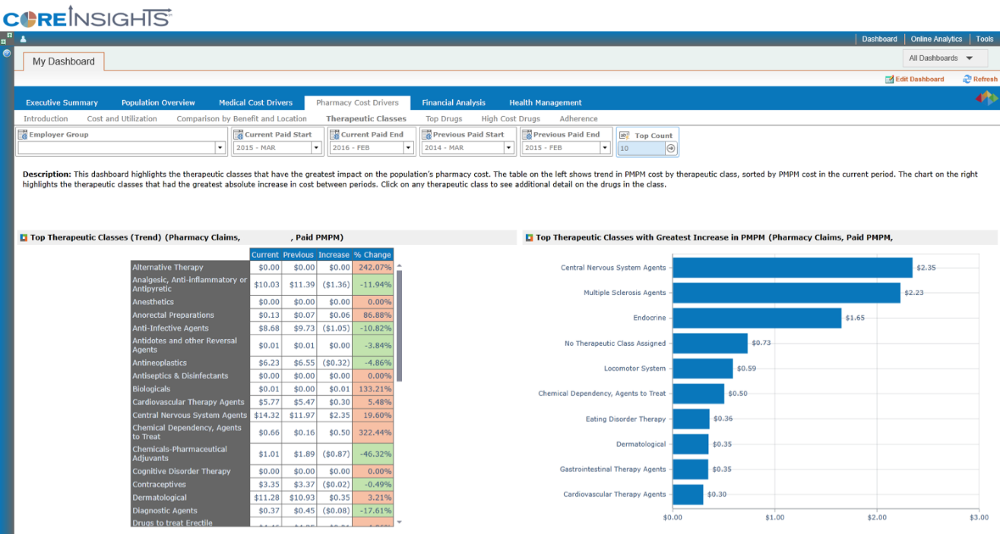 COREINSIGHTS
Dashboard | Online Analytics | Tools
My Dashboard
All Dashboards
Edit Dashboard Refresh
Executive Summary Population Overview Medical Cost Drivers Pharmacy Cost Drivers Financial Analysis Health Management
Introduction Cost and Utilization Comparison by Benefit and Location Therapeutic Classes Top Drugs High Cost Drugs Adherence
Employer Group Current Paid Start Current Paid End Previous Paid Start Previous Paid End Top Count
2015 - MAR 2016 - FEB 2014 - MAR 2015 - FEB 10
Description: This dashboard highlights the therapeutic classes that have the greatest impact on the population's pharmacy cost. The table on the left shows trend in PMPM cost by therapeutic class, sorted by PMPM cost in the current period. The chart on the right
highlights the therapeutic classes that had the greatest absolute increase in cost between periods. Click on any therapeutic class to see additional detail on the drugs in the class.
Top Therapeutic Classes (Trend) (Pharmacy Claims, , Paid PMPM)
Current Previous Increase % Change
Alternative Therapy $0.00 $0.00 $0.00 242.07%
Analgesic, Anti-inflammatory or
Antipyretic $10.03 $11.39 ($1.36) -11.94%
Anesthetics $0.00 $0.00 $0.00 0.00%
Anorectal Preparations $0.13 $0.07 $0.06 86.88%
Anti-Infective Agents $8.68 $9.73 ($1.05) -10.82%
Antidotes and other Reversal
Agents $0.01 $0.01 $0.00 -3.84%
Antineoplastics $6.23 $6.55 ($0.32) -4.86%
Antiseptics & Disinfectants $0.00 $0.00 $0.00 0.00%
Biologicals $0.01 $0.00 $0.01 133.21%
Cardiovascular Therapy Agents $5.77 $5.47 $0.30 5.48%
Central Nervous System Agents $14.32 $11.97 $2.35 19.60%
Chemical Dependency, Agents
to Treat $0.66 $0.16 $0.50 322.44%
Chemicals-Pharmaceutical
Adjuvants $1.01 $1.89 ($0.87) -46.32%
Cognitive Disorder Therapy $0.00 $0.00 $0.00 0.00%
Contraceptives $3.35 $3.37 ($0.02) -0.49%
Dermatological $11.28 $10.93 $0.35 3.21%
Diagnostic Agents $0.37 $0.45 ($0.08) -17.61%
Drugs to treat Erectile
Top Therapeutic Classes with Greatest Increase in PMPM (Pharmacy Claims, Paid PMPM,
Central Nervous System Agents $2.35
Multiple Sclerosis Agents $2.23
Endocrine $1.65
No Therapeutic Class Assigned $0.73
Locomotor System $0.59
Chemical Dependency, Agents to Treat $0.50
Eating Disorder Therapy $0.36
Dermatological $0.35
Gastrointestinal Therapy Agents $0.35
Cardiovascular Therapy Agents $0.30
$0.00 $1.00 $2.00 $3.00